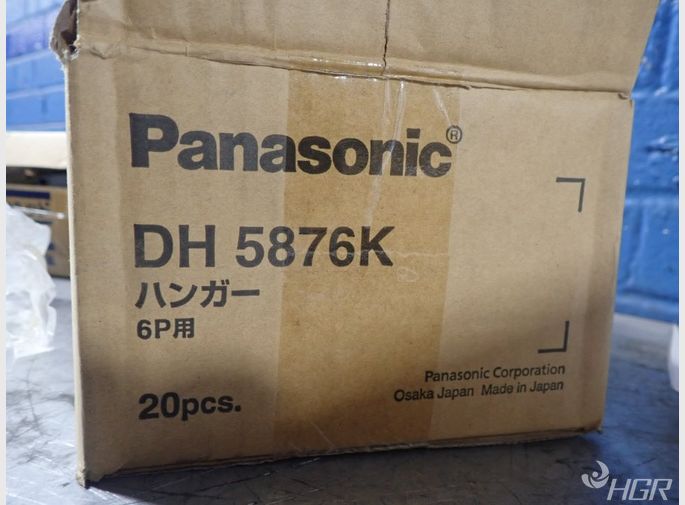 Panasonic®
DH 5876K
ハンガー
6P用
20pcs.
Panasonic Corporation
Osaka Japan Made in Japan
HGR